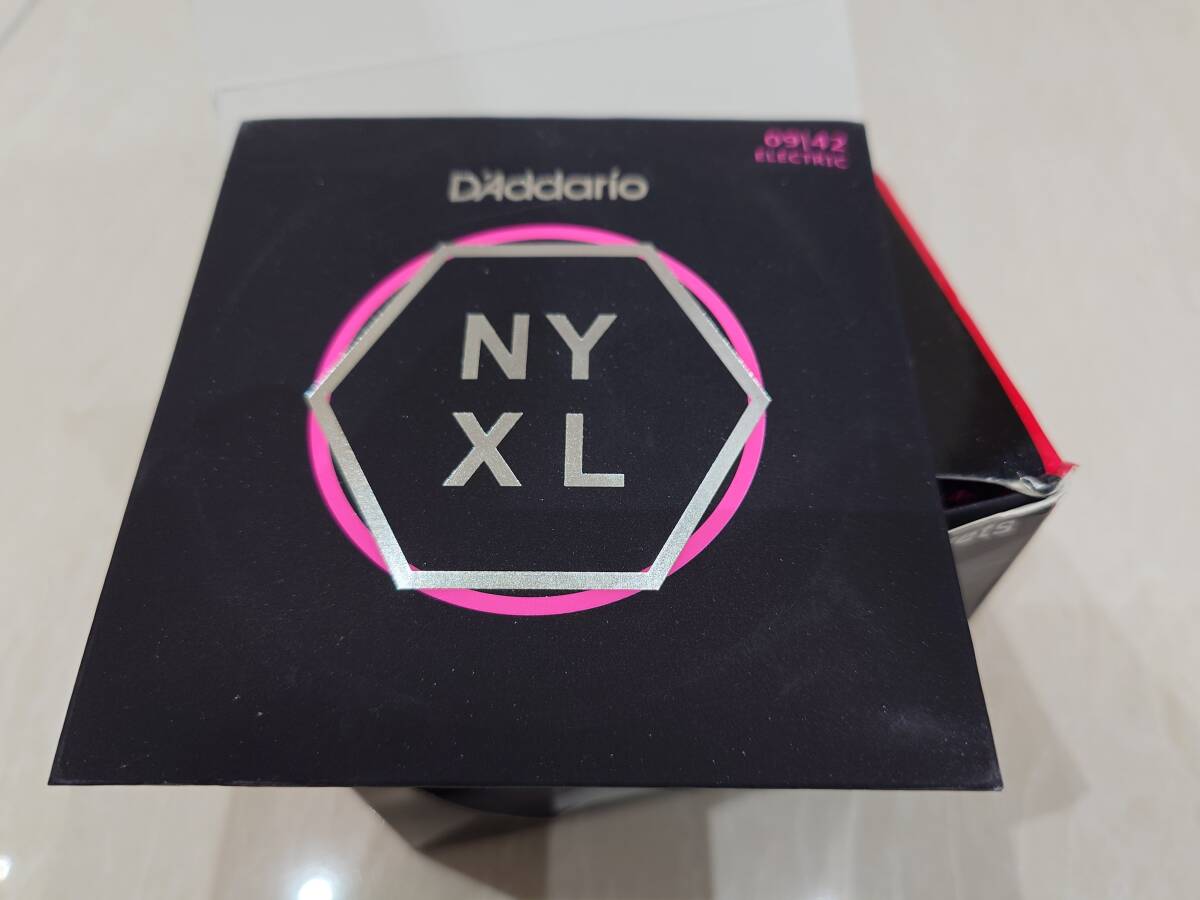 09|42
ELECTRIC
D'Addario
NY
XL